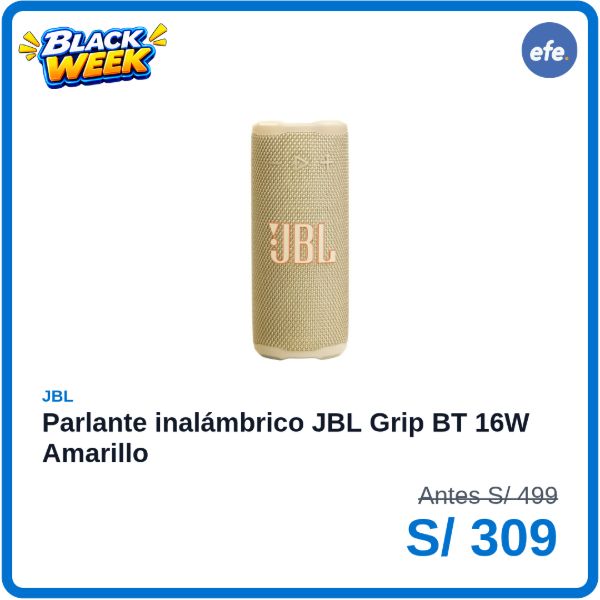 BLACK
WEEK
efe.
JBL
JBL
Parlante inalámbrico JBL Grip BT 16W
Amarillo
Antes S/ 499
S/ 309